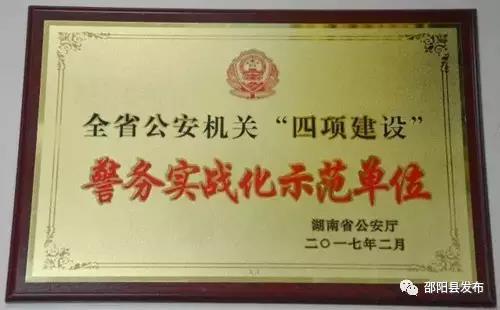 全省公安机关“四项建设”
警务实战化示范单位
湖南省公安厅
二〇一七年二月
邵阳县发布